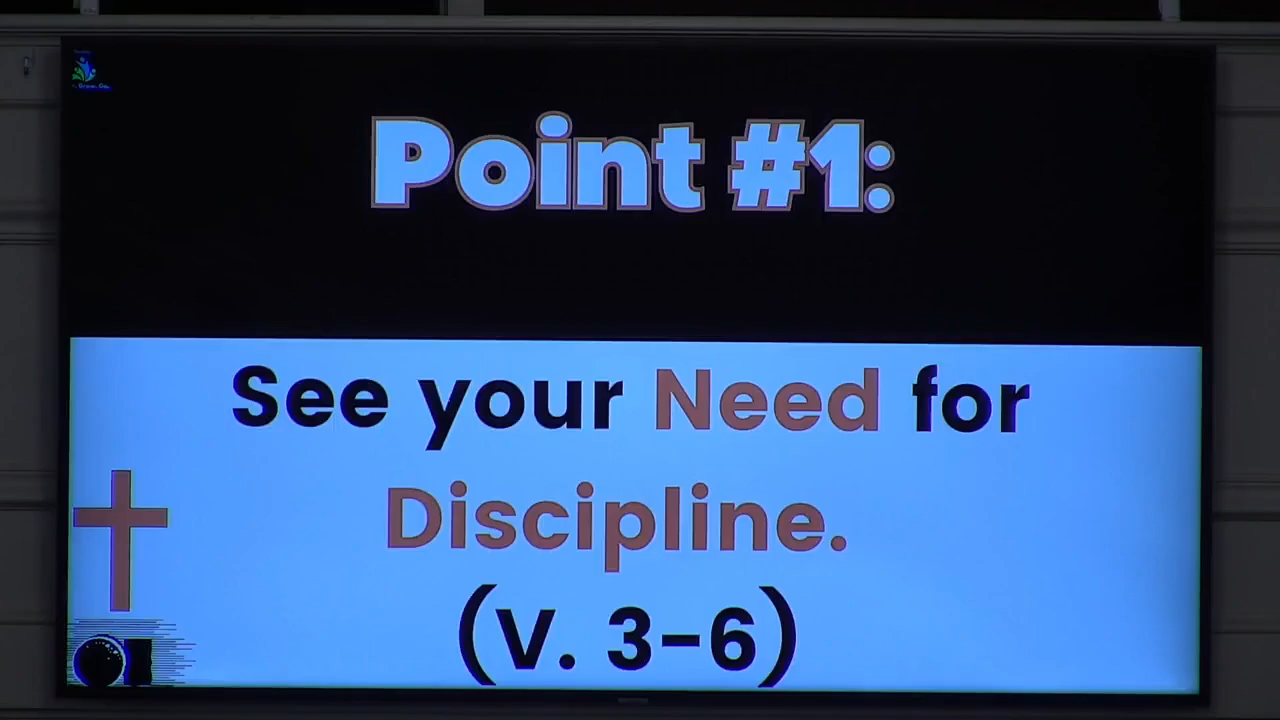 Point #1:
See your Need for
Discipline.
(V. 3-6)